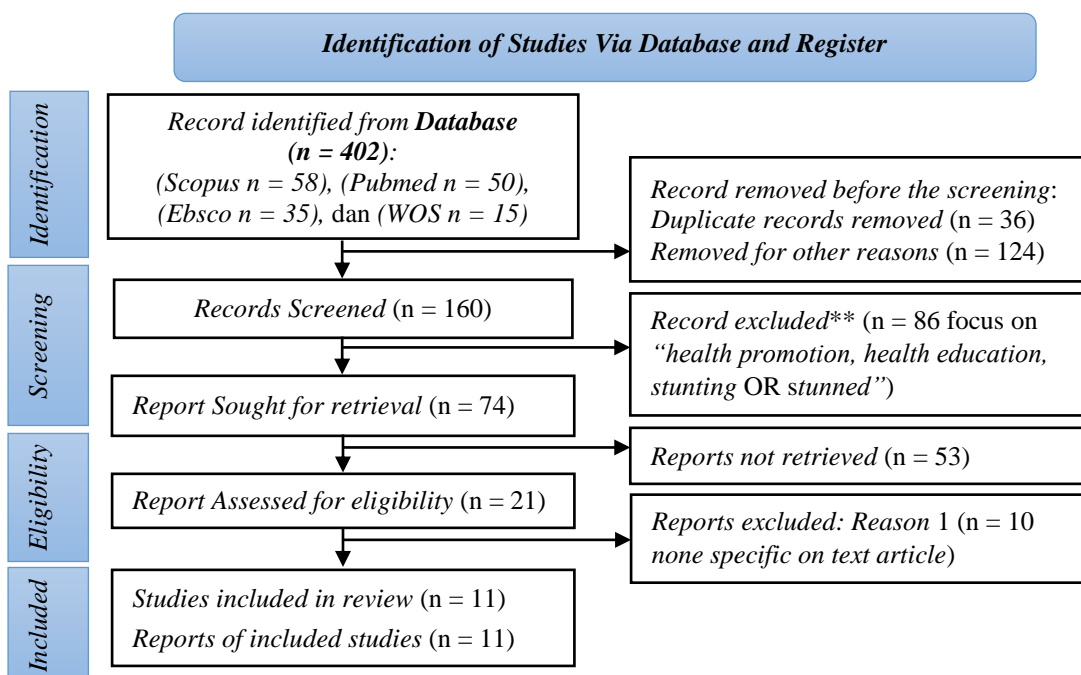 Identification of Studies Via Database and Register
Identification
Record identified from Database
(n = 402):
(Scopus n = 58), (Pubmed n = 50),
(Ebsco n = 35), dan (WOS n = 15)
Record removed before the screening:
Duplicate records removed (n = 36)
Removed for other reasons (n = 124)
Screening
Records Screened (n = 160)
Record excluded** (n = 86 focus on
“health promotion, health education,
stunting OR stunned”)
Report Sought for retrieval (n = 74)
Eligibility
Reports not retrieved (n = 53)
Report Assessed for eligibility (n = 21)
Reports excluded: Reason 1 (n = 10
none specific on text article)
Included
Studies included in review (n = 11)
Reports of included studies (n = 11)